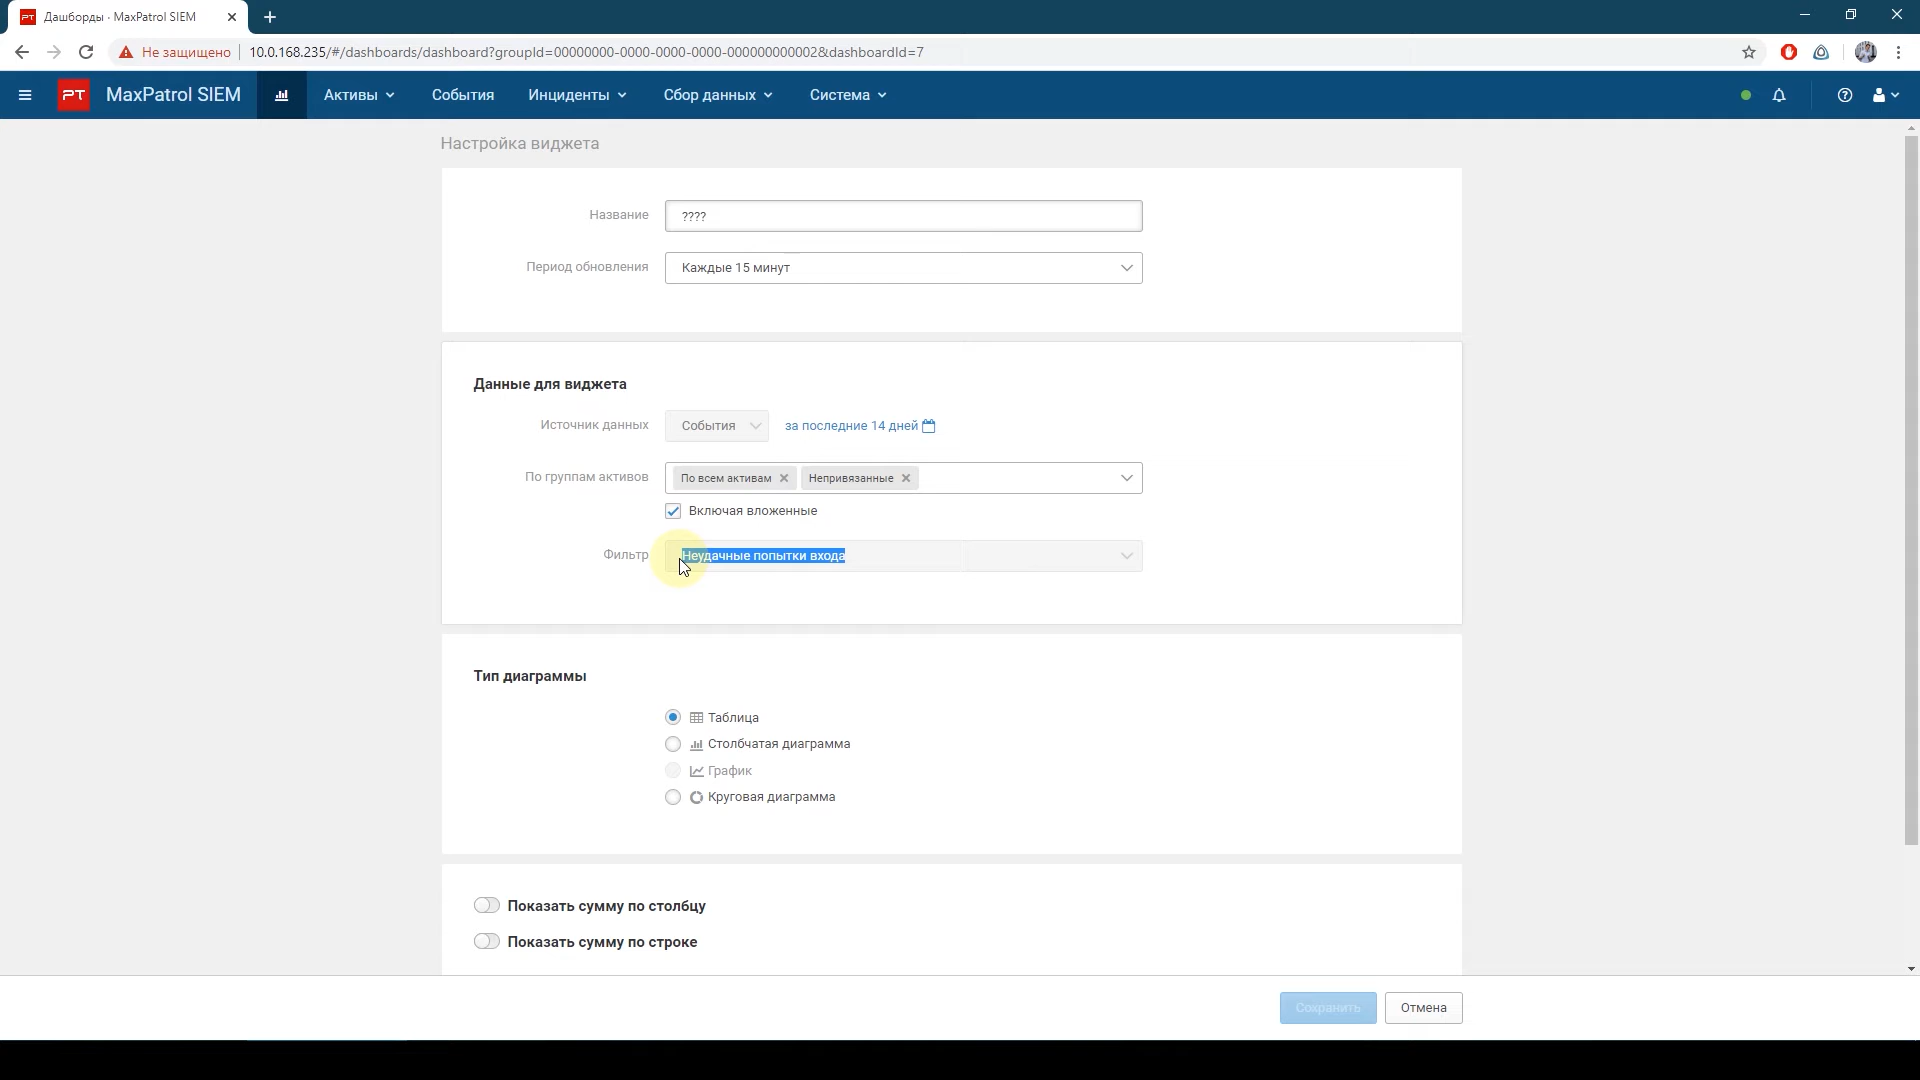 Дашборды · MaxPatrol SIEM
Не защищено
10.0.168.235/#/dashboards/dashboard?groupId=00000000-0000-0000-0000-000000000002&dashboardId=7
PT MaxPatrol SIEM Активы События Инциденты Сбор данных Система
Настройка виджета
Название ????
Период обновления Каждые 15 минут
Данные для виджета
Источник данных События за последние 14 дней
По группам активов По всем активам Непривязанные
Включая вложенные
Фильтр Неудачные попытки входа
Тип диаграммы
Таблица
Столбчатая диаграмма
График
Круговая диаграмма
Показать сумму по столбцу
Показать сумму по строке
Сохранить Отмена